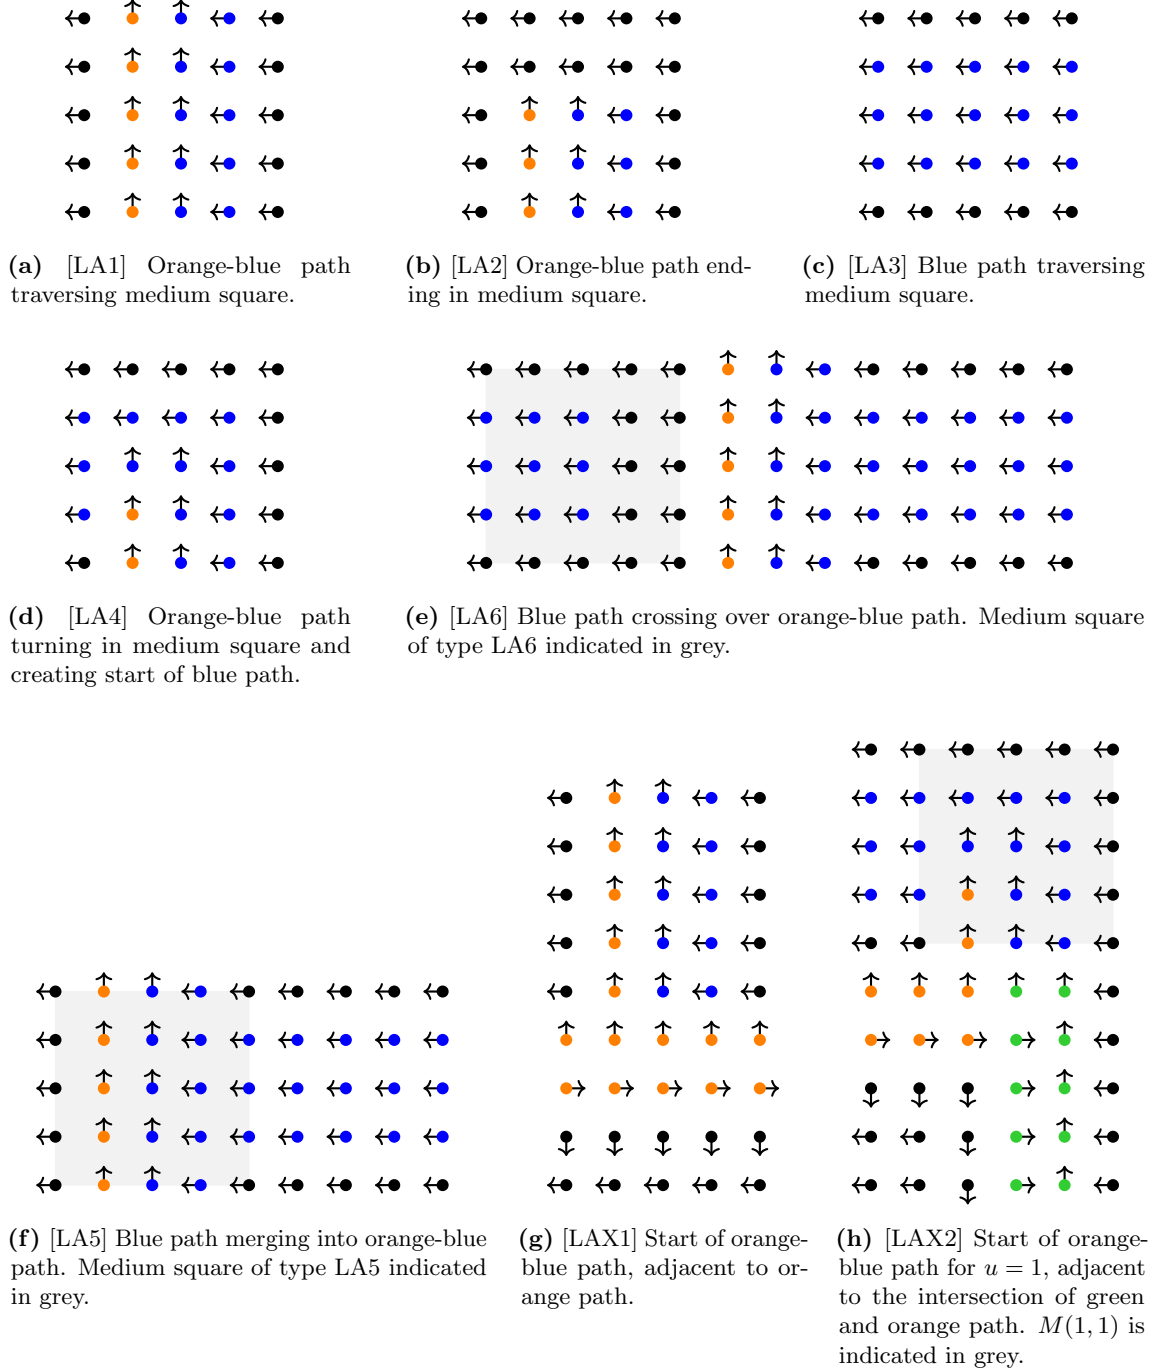 (a) [LA1] Orange-blue path
traversing medium square.
(b) [LA2] Orange-blue path end-
ing in medium square.
(c) [LA3] Blue path traversing
medium square.
(d) [LA4] Orange-blue path
turning in medium square and
creating start of blue path.
(e) [LA6] Blue path crossing over orange-blue path. Medium square
of type LA6 indicated in grey.
(f) [LA5] Blue path merging into orange-blue
path. Medium square of type LA5 indicated
in grey.
(g) [LAX1] Start of orange-
blue path, adjacent to or-
ange path.
(h) [LAX2] Start of orange-
blue path for u = 1, adjacent
to the intersection of green
and orange path. M(1, 1) is
indicated in grey.